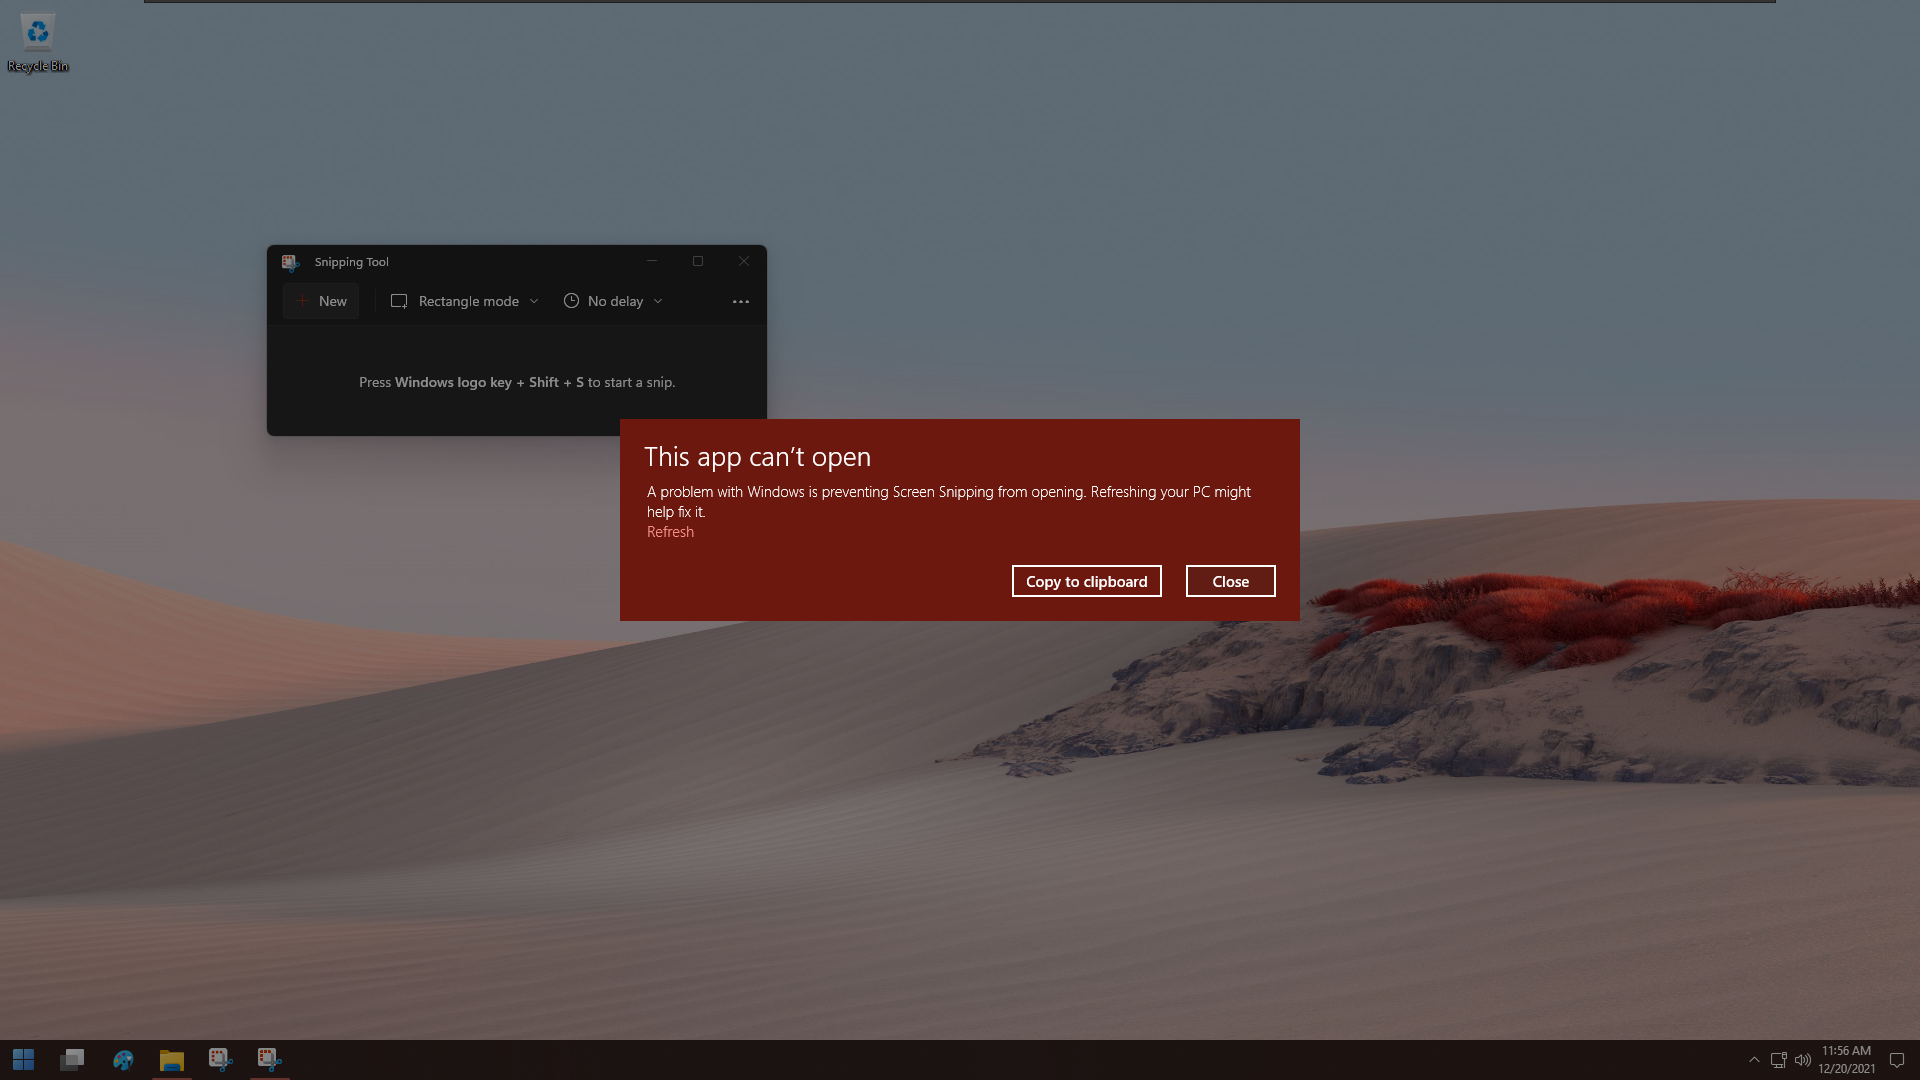 Recycle Bin
Snipping Tool
New
Rectangle mode
No delay
Press Windows logo key + Shift + S to start a snip.
This app can’t open
A problem with Windows is preventing Screen Snipping from opening. Refreshing your PC might
help fix it.
Refresh
Copy to clipboard
Close
11:56 AM
12/20/2021